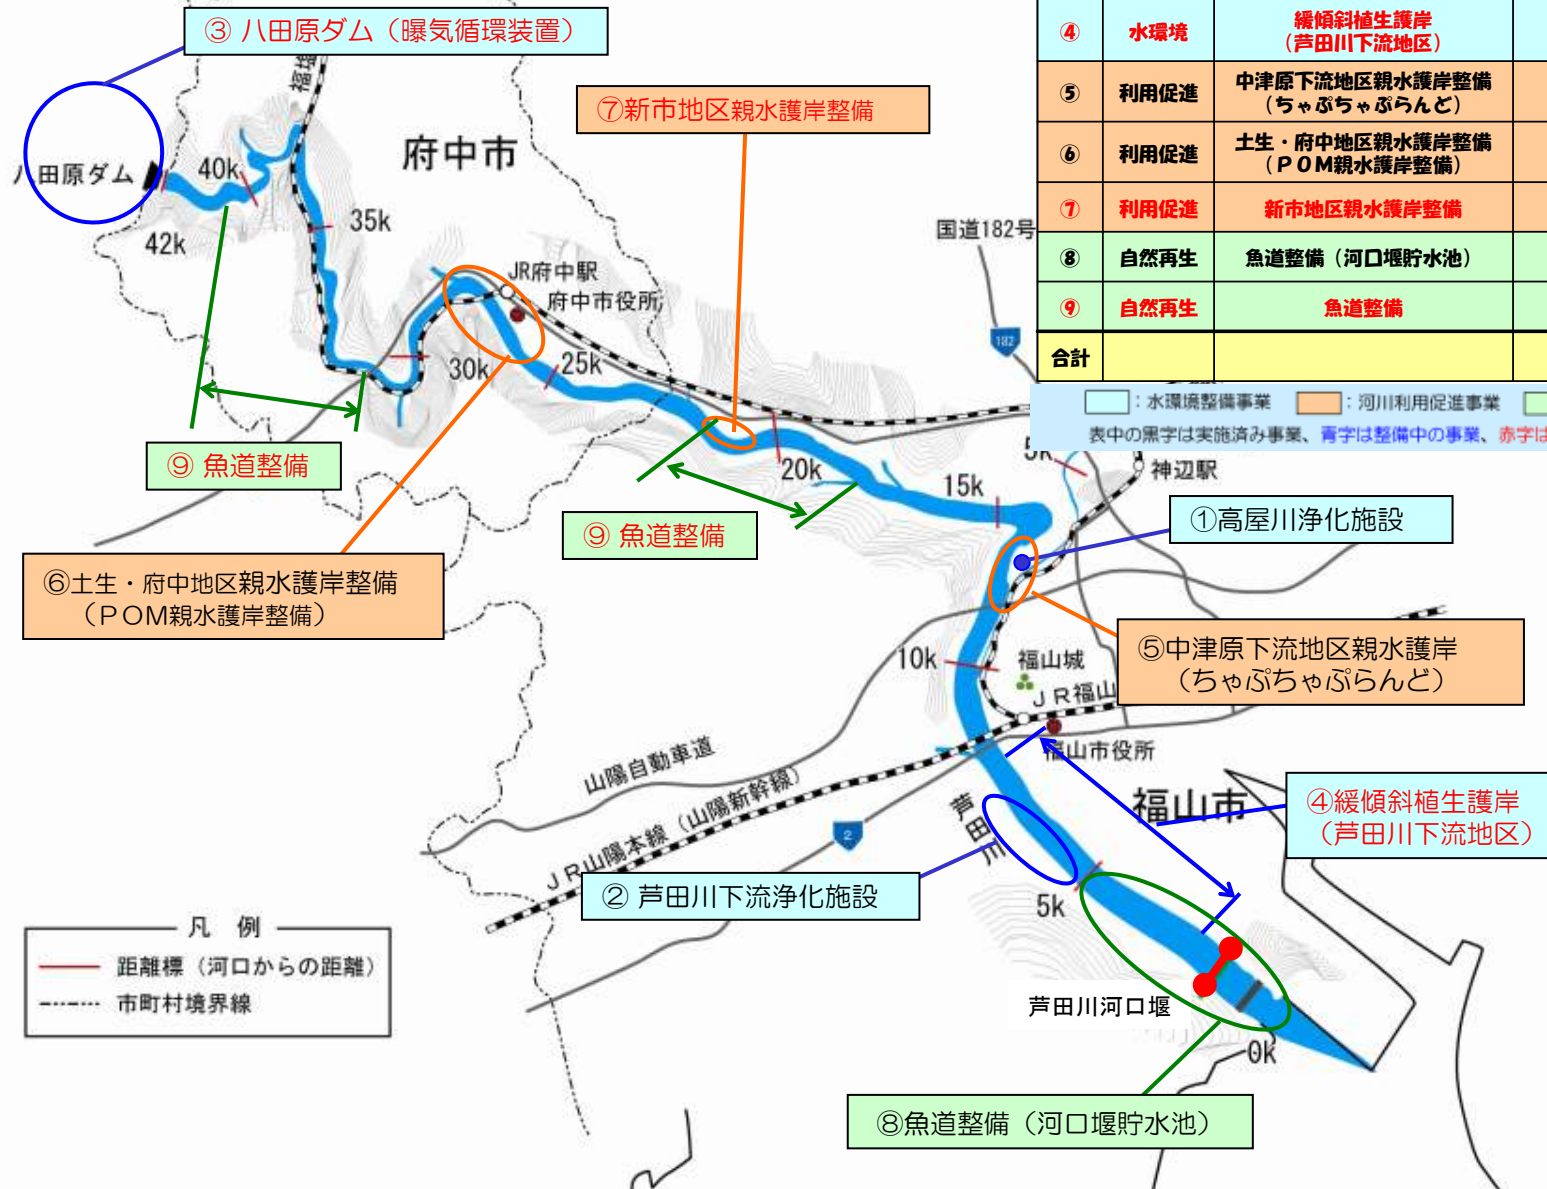 ③ 八田原ダム（曝気循環装置）
④ 水環境 緩傾斜植生護岸
（芦田川下流地区）
⑤ 利用促進 中津原下流地区親水護岸整備
（ちゃぷちゃぷらんど）
⑥ 利用促進 土生・府中地区親水護岸整備
（ＰＯＭ親水護岸整備）
⑦ 利用促進 新市地区親水護岸整備
⑧ 自然再生 魚道整備（河口堰貯水池）
⑨ 自然再生 魚道整備
合計
：水環境整備事業 ：河川利用促進事業
表中の黒字は実施済み事業、青字は整備中の事業、赤字は
⑦新市地区親水護岸整備
府中市
八田原ダム
40k
42k
35k
国道182号
182
JR府中駅
府中市役所
30k
25k
20k
15k
5k
神辺駅
⑨ 魚道整備
⑨ 魚道整備
①高屋川浄化施設
⑥土生・府中地区親水護岸整備
（ＰＯＭ親水護岸整備）
⑤中津原下流地区親水護岸
（ちゃぷちゃぷらんど）
10k
福山城
ＪＲ福山
福山市役所
山陽自動車道
ＪＲ山陽本線（山陽新幹線）
2
芦田川
福山市
④緩傾斜植生護岸
（芦田川下流地区）
② 芦田川下流浄化施設
5k
凡 例
距離標（河口からの距離）
市町村境界線
芦田川河口堰
0k
⑧魚道整備（河口堰貯水池）